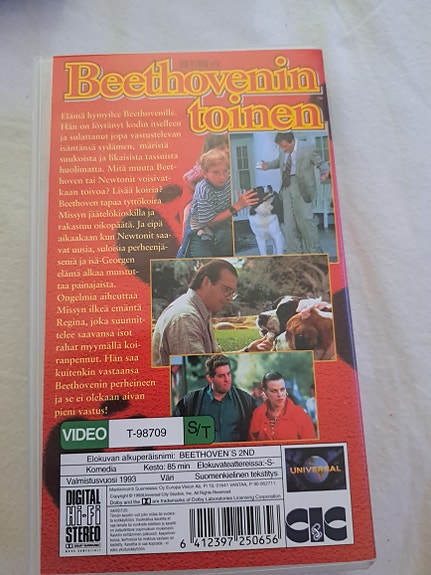 Beethovenin
toinen
Elämä hymyilee Beethovenille.
Hän on löytänyt kodin itselleen
ja sulattanut jopa vastustelevan
isäntänsä sydämen, märistä
suukoista ja likaisista tassuista
huolimatta. Mitä muuta Beet-
hoven tai Newtonit voisivat-
kaan toivoa? Lisää koiria?
Beethoven tapaa tyttökoira
Missyn jäätelökioskilla ja
rakastuu oikopäätä. Ja eipä
aikaakaan kun Newtonit saa-
vat uusia, suloisia perheenjä-
seniä ja isä-Georgen
elämä alkaa muistut-
taa painajaista.
Ongelmia aiheuttaa
Missyn ilkeä emäntä
Regina, joka suunnit-
telee saavansa isot
rahat myymällä koi-
ranpennut. Hän saa
kuitenkin vastaansa
Beethovenin perheineen
ja se ei olekaan aivan
pieni vastus!
VIDEO T-98709 S/T
Elokuvan alkuperäisnimi: BEETHOVEN´S 2ND
Komedia Kesto: 85 min Elokuvateattereissa:-S-
Valmistusvuosi 1993 Väri Suomenkielinen tekstitys
UNIVERSAL
DIGITAL
Hi-Fi
STEREO
DOLBY SURROUND
VAROITUS
6 412397 250656
CIC